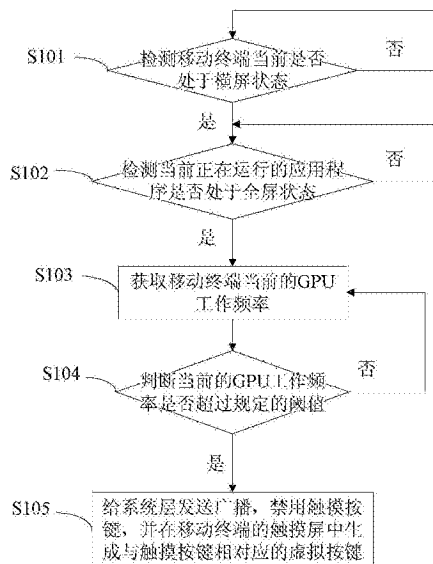 S101
检测移动终端当前是否
处于横屏状态
否
是
S102
检测当前正在运行的应用程
序是否处于全屏状态
否
是
S103
获取移动终端当前的GPU
工作频率
S104
判断当前的GPU工作频
率是否超过规定的阈值
否
是
S105
给系统层发送广播，禁用触摸按
键，并在移动终端的触摸屏中生
成与触摸按键相对应的虚拟按键